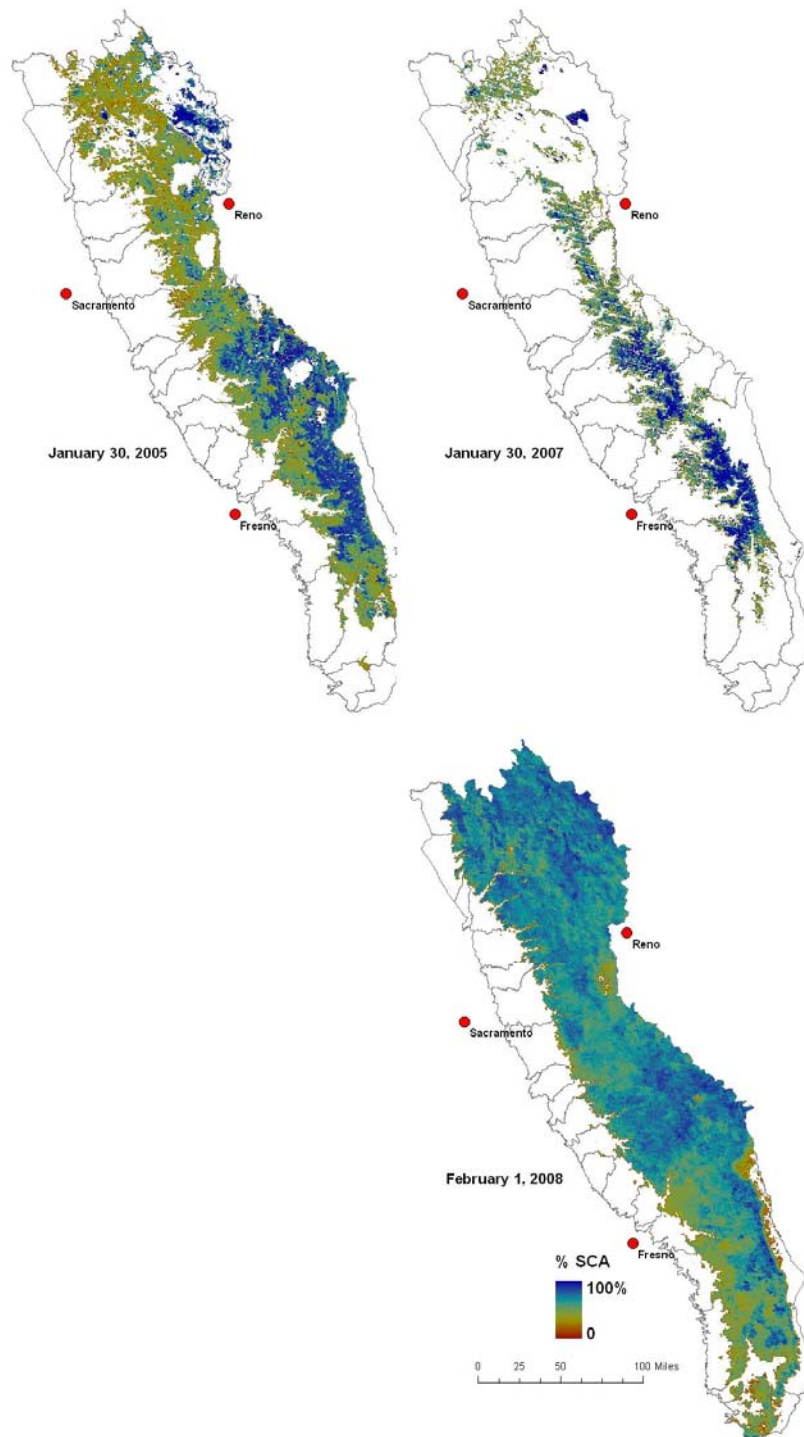 Reno
Sacramento
January 30, 2005
Fresno
Reno
Sacramento
January 30, 2007
Fresno
Reno
Sacramento
February 1, 2008
Fresno
% SCA
100%
0
0 25 50 100 Miles